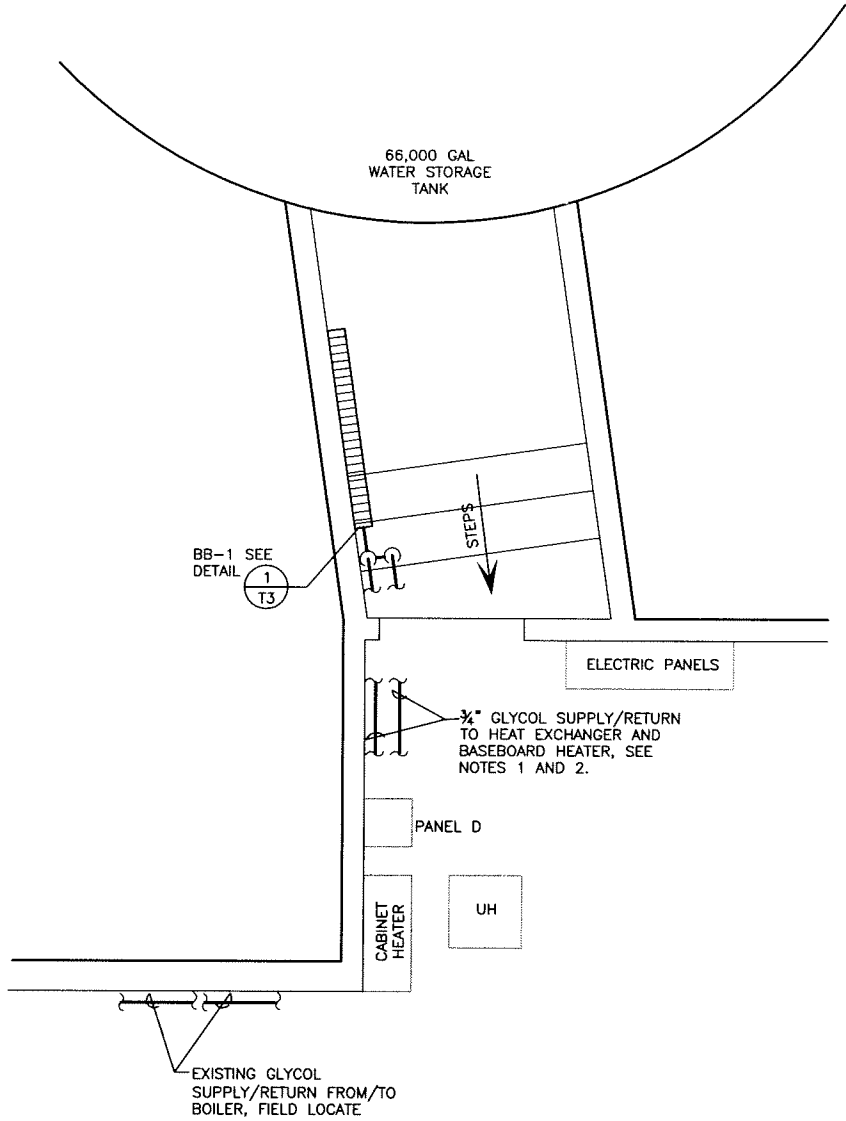 66,000 GAL
WATER STORAGE
TANK
STEPS
BB-1 SEE
DETAIL
1
T3
ELECTRIC PANELS
¾" GLYCOL SUPPLY/RETURN
TO HEAT EXCHANGER AND
BASEBOARD HEATER, SEE
NOTES 1 AND 2.
PANEL D
CABINET
HEATER
UH
EXISTING GLYCOL
SUPPLY/RETURN FROM/TO
BOILER, FIELD LOCATE